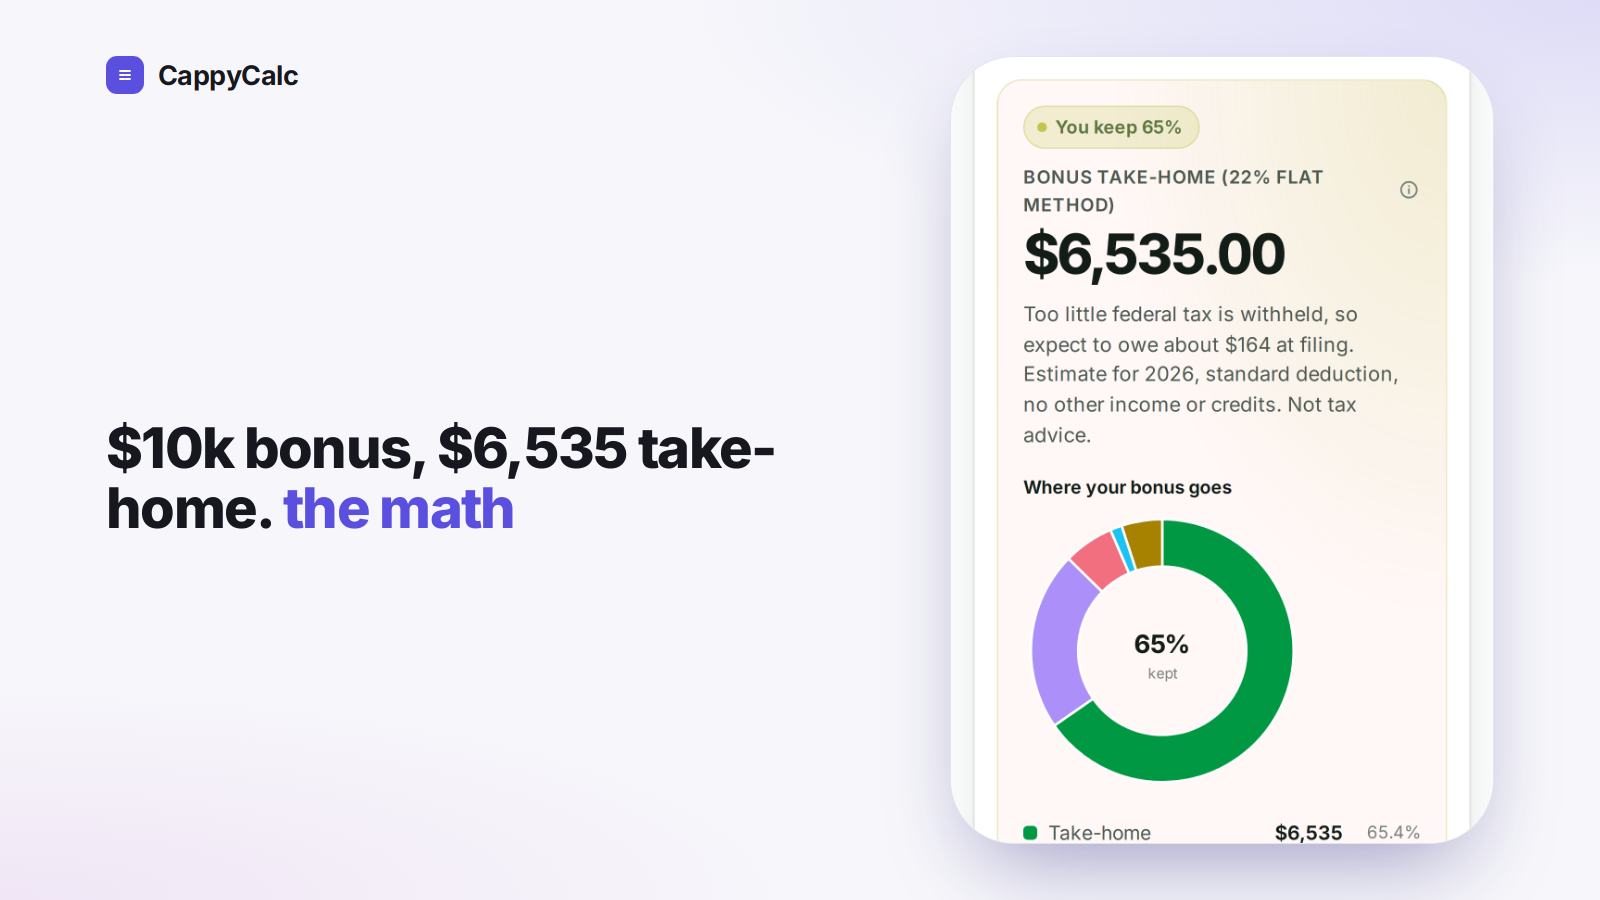 CappyCalc
$10k bonus, $6,535 take-
home. the math
You keep 65%
BONUS TAKE-HOME (22% FLAT
METHOD)
$6,535.00
Too little federal tax is withheld, so
expect to owe about $164 at filing.
Estimate for 2026, standard deduction,
no other income or credits. Not tax
advice.
Where your bonus goes
65%
kept
Take-home $6,535 65.4%